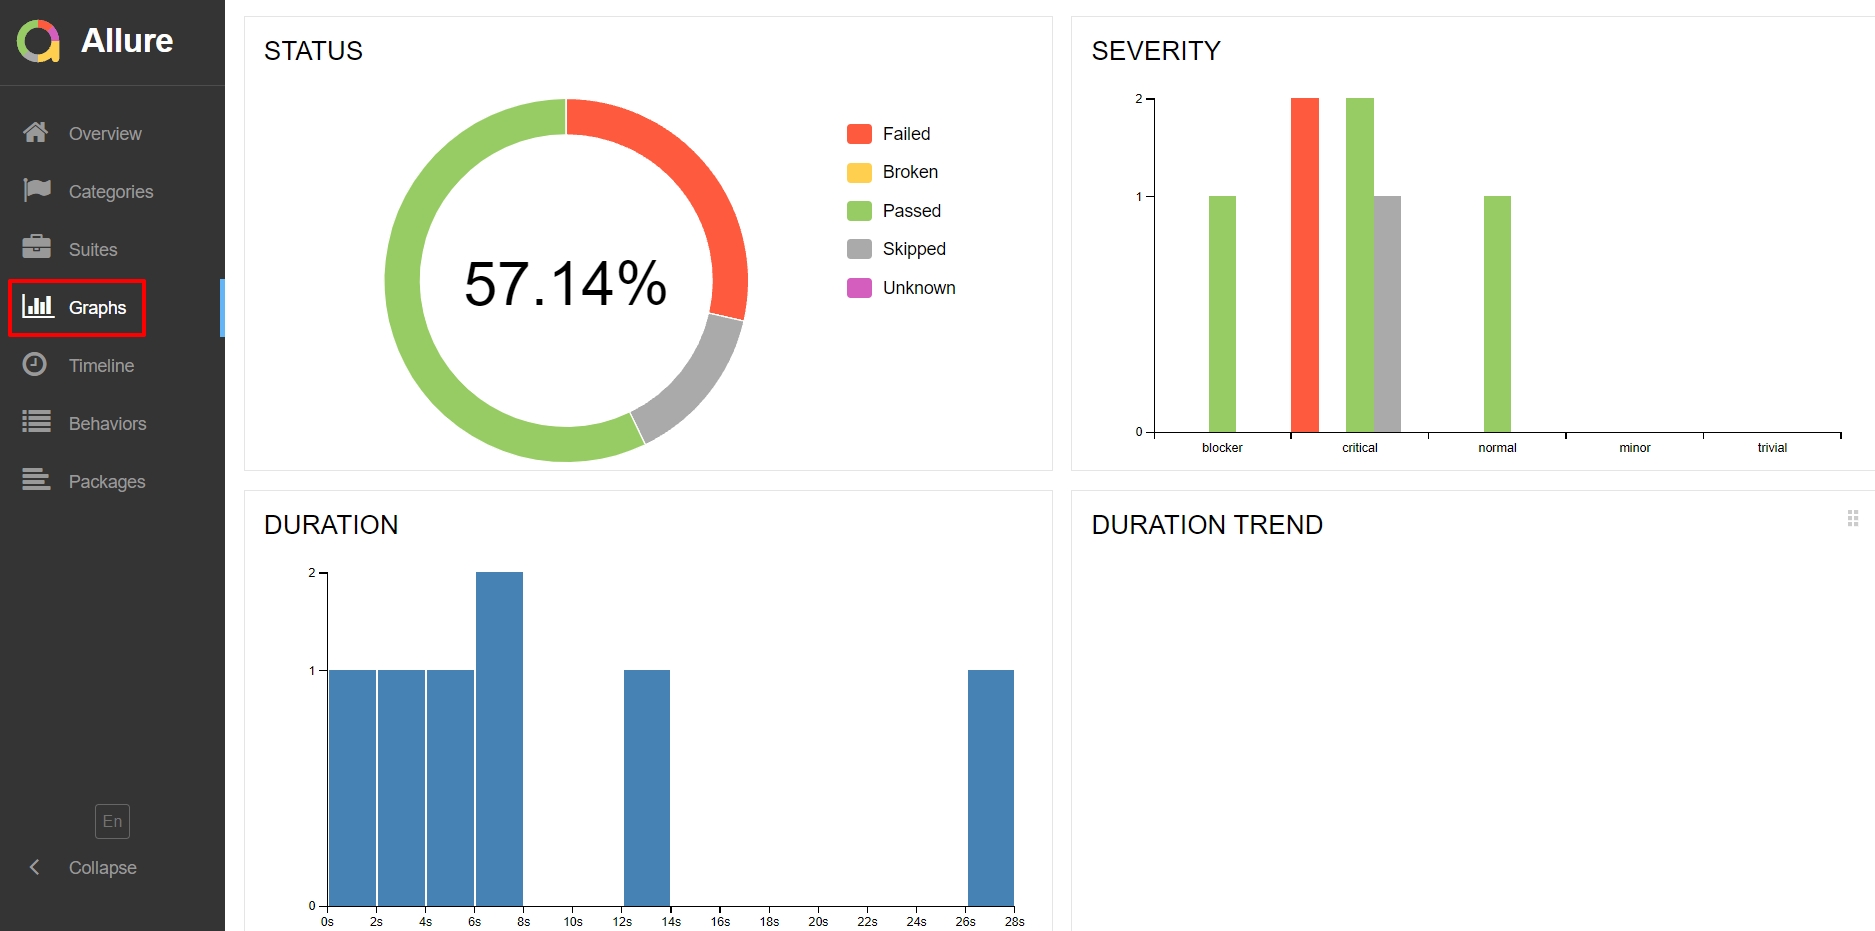 Allure
Overview
Categories
Suites
Graphs
Timeline
Behaviors
Packages
En
Collapse
STATUS
57.14%
Failed
Broken
Passed
Skipped
Unknown
SEVERITY
2
1
0
blocker critical normal minor trivial
DURATION
2
1
0
0s 2s 4s 6s 8s 10s 12s 14s 16s 18s 20s 22s 24s 26s 28s
DURATION TREND